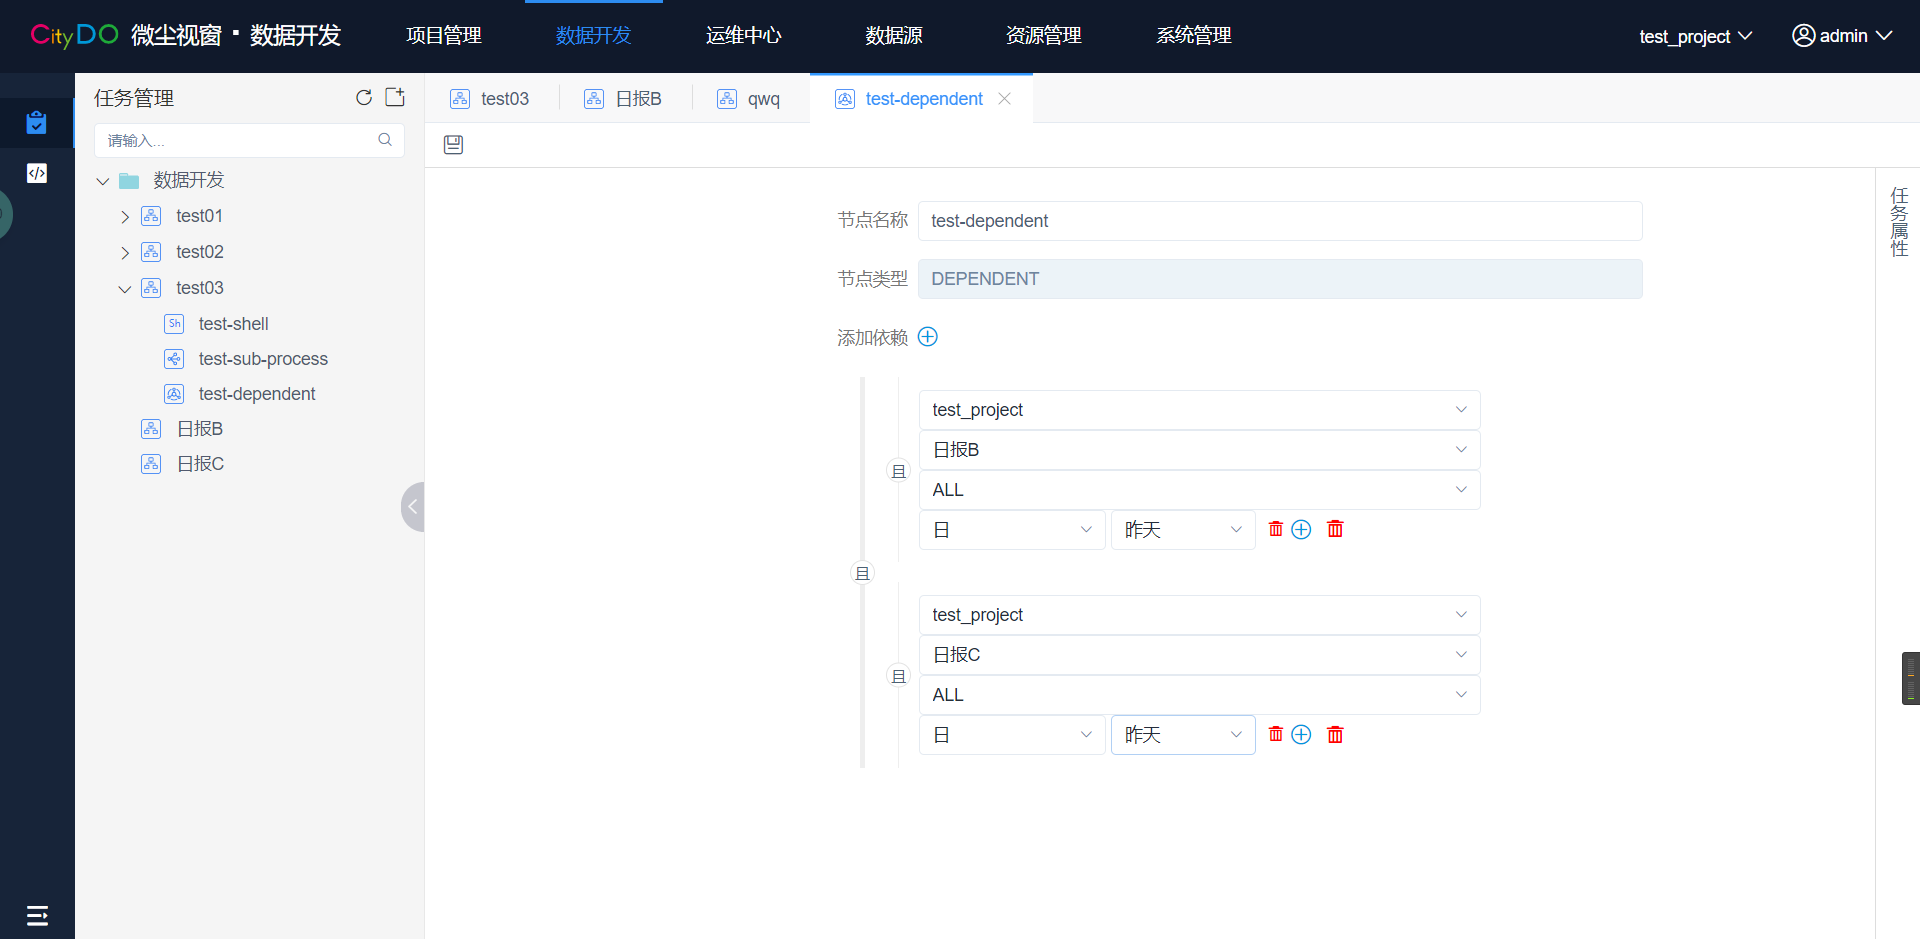 CityDO 微尘视窗·数据开发 项目管理 数据开发 运维中心 数据源 资源管理 系统管理 test_project admin
任务管理
请输入...
数据开发
test01
test02
test03
Sh test-shell
test-sub-process
test-dependent
日报B
日报C
test03 日报B qwq test-dependent
节点名称 test-dependent
节点类型 DEPENDENT
添加依赖
test_project
日报B
且
ALL
日 昨天
且
test_project
日报C
且
ALL
日 昨天
任务属性